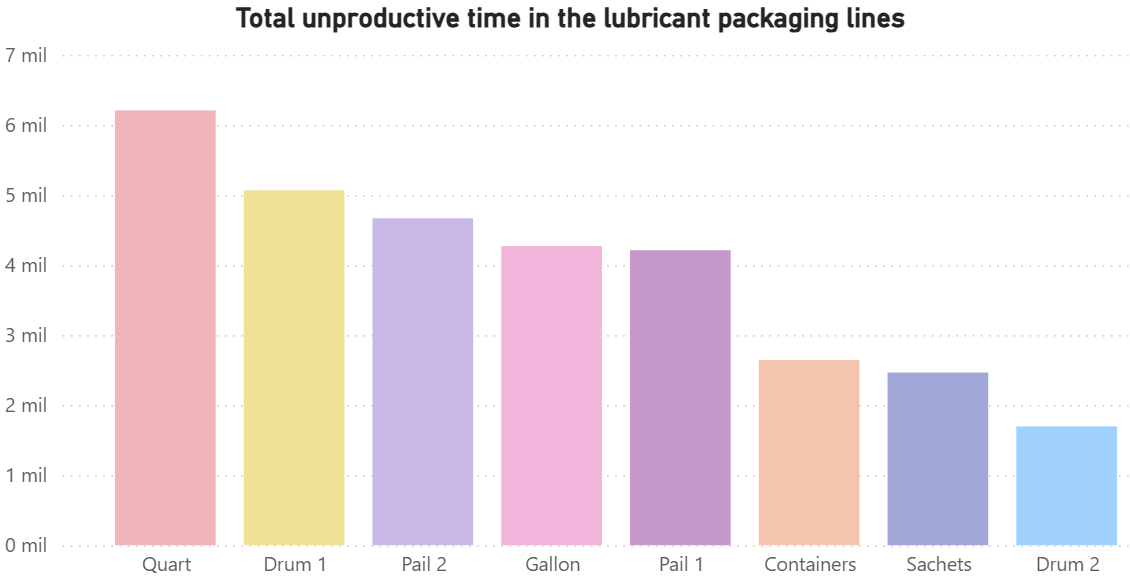 Total unproductive time in the lubricant packaging lines
7 mil
6 mil
5 mil
4 mil
3 mil
2 mil
1 mil
0 mil
Quart Drum 1 Pail 2 Gallon Pail 1 Containers Sachets Drum 2